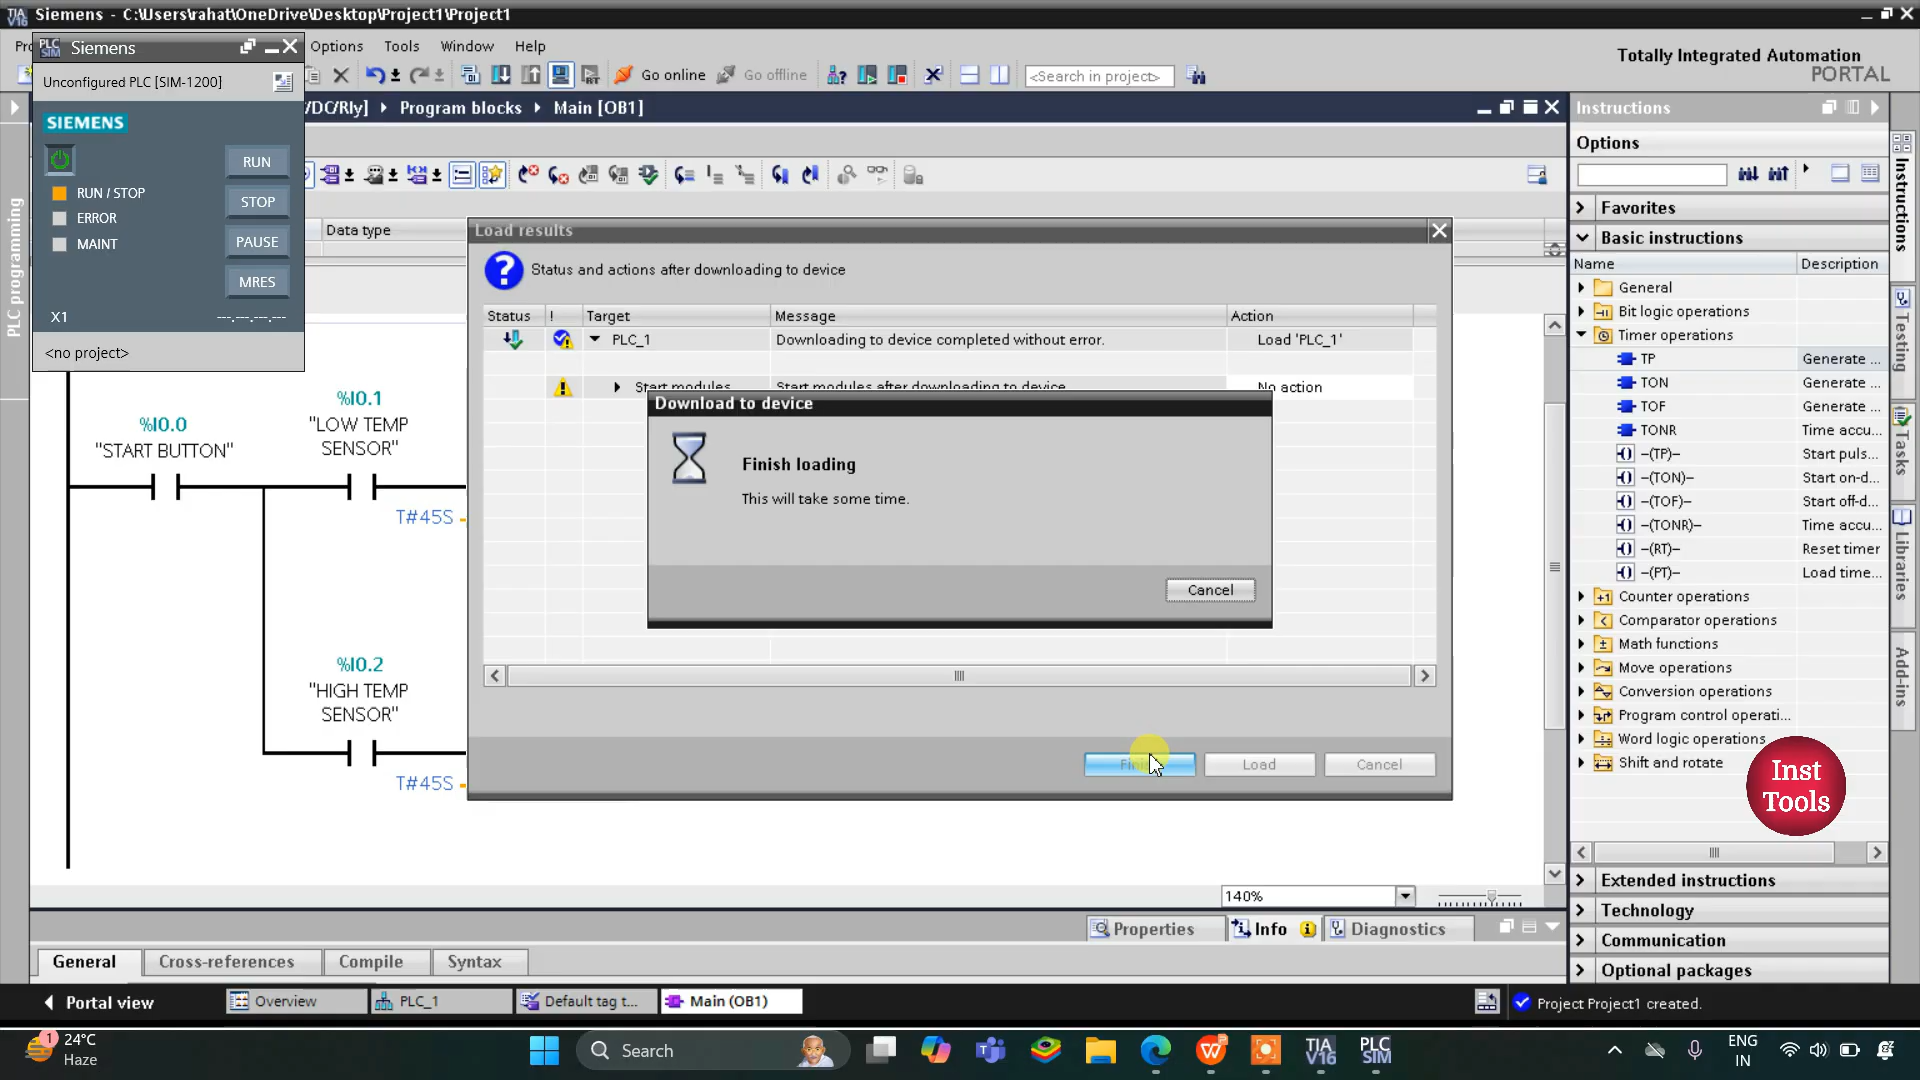 Siemens - C:\Users\rahat\OneDrive\Desktop\Project1\Project1
Options Tools Window Help
Siemens
Unconfigured PLC [SIM-1200]
SIEMENS
RUN
RUN / STOP
STOP
ERROR
PAUSE
MAINT
MRES
X1
---.---.---.---
<no project>
Go online
Go offline
<Search in project>
Totally Integrated Automation
PORTAL
/DC/Rly] Program blocks Main [OB1]
PLC programming
Data type
%I0.0
"START BUTTON"
%I0.1
"LOW TEMP
SENSOR"
T#45S
%I0.2
"HIGH TEMP
SENSOR"
T#45S
Load results
Status and actions after downloading to device
Status ! Target Message Action
PLC_1 Downloading to device completed without error. Load 'PLC_1'
Start modules Start modules after downloading to device No action
Download to device
Finish loading
This will take some time.
Cancel
Load
Cancel
140%
Properties Info Diagnostics
General Cross-references Compile Syntax
Portal view Overview PLC_1 Default tag t... Main (OB1)
Project Project1 created.
Instructions
Options
Favorites
Basic instructions
Name Description
General
Bit logic operations
Timer operations
TP Generate ...
TON Generate ...
TOF Generate ...
TONR Time accu...
-(TP)- Start puls...
-(TON)- Start on-d...
-(TOF)- Start off-d...
-(TONR)- Time accu...
-(RT)- Reset timer
-(PT)- Load time...
Counter operations
Comparator operations
Math functions
Move operations
Conversion operations
Program control operati...
Word logic operations
Shift and rotate
Extended instructions
Technology
Communication
Optional packages
Instructions
Testing
Tasks
Libraries
Add-ins
Inst
Tools
1
24°C
Haze
Search
TIA
V16
PLC
SIM
ENG
IN